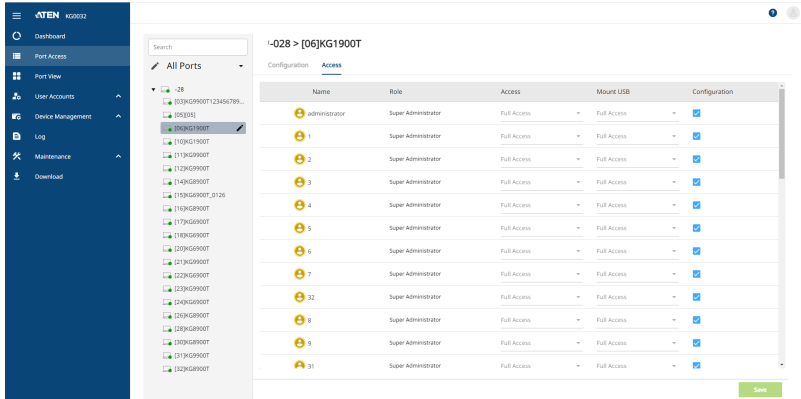 ATEN KG0032
Dashboard
Port Access
Port View
User Accounts
Device Management
Log
Maintenance
Download
Search
All Ports
-28
[03]KG9900T123456789...
[05][05]
[06]KG1900T
[10]KG1900T
[11]KG9900T
[12]KG9900T
[14]KG8900T
[15]KG6900T_0126
[16]KG8900T
[17]KG6900T
[18]KG6900T
[20]KG6900T
[21]KG9900T
[22]KG6900T
[23]KG9900T
[24]KG6900T
[26]KG8900T
[28]KG8900T
[30]KG8900T
[31]KG9900T
[32]KG8900T
-028 > [06]KG1900T
Configuration Access
Name Role Access Mount USB Configuration
administrator Super Administrator Full Access Full Access
1 Super Administrator Full Access Full Access
2 Super Administrator Full Access Full Access
3 Super Administrator Full Access Full Access
4 Super Administrator Full Access Full Access
5 Super Administrator Full Access Full Access
6 Super Administrator Full Access Full Access
7 Super Administrator Full Access Full Access
32 Super Administrator Full Access Full Access
8 Super Administrator Full Access Full Access
9 Super Administrator Full Access Full Access
31 Super Administrator Full Access Full Access
Save